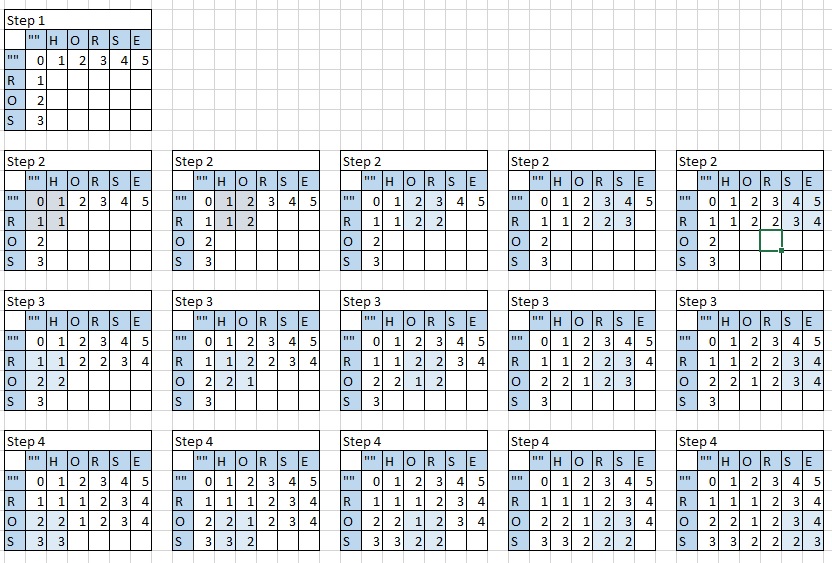 Step 1
"" H O R S E
"" 0 1 2 3 4 5
R 1
O 2
S 3
Step 2
"" H O R S E
"" 0 1 2 3 4 5
R 1 1
O 2
S 3
Step 2
"" H O R S E
"" 0 1 2 3 4 5
R 1 1 2
O 2
S 3
Step 2
"" H O R S E
"" 0 1 2 3 4 5
R 1 1 2 2
O 2
S 3
Step 2
"" H O R S E
"" 0 1 2 3 4 5
R 1 1 2 2 3
O 2
S 3
Step 2
"" H O R S E
"" 0 1 2 3 4 5
R 1 1 2 2 3 4
O 2
S 3
Step 3
"" H O R S E
"" 0 1 2 3 4 5
R 1 1 2 2 3 4
O 2 2
S 3
Step 3
"" H O R S E
"" 0 1 2 3 4 5
R 1 1 2 2 3 4
O 2 2 1
S 3
Step 3
"" H O R S E
"" 0 1 2 3 4 5
R 1 1 2 2 3 4
O 2 2 1 2
S 3
Step 3
"" H O R S E
"" 0 1 2 3 4 5
R 1 1 2 2 3 4
O 2 2 1 2 3
S 3
Step 3
"" H O R S E
"" 0 1 2 3 4 5
R 1 1 2 2 3 4
O 2 2 1 2 3 4
S 3
Step 4
"" H O R S E
"" 0 1 2 3 4 5
R 1 1 1 2 3 4
O 2 2 1 2 3 4
S 3 3
Step 4
"" H O R S E
"" 0 1 2 3 4 5
R 1 1 1 2 3 4
O 2 2 1 2 3 4
S 3 3 2
Step 4
"" H O R S E
"" 0 1 2 3 4 5
R 1 1 1 2 3 4
O 2 2 1 2 3 4
S 3 3 2 2
Step 4
"" H O R S E
"" 0 1 2 3 4 5
R 1 1 1 2 3 4
O 2 2 1 2 3 4
S 3 3 2 2 2
Step 4
"" H O R S E
"" 0 1 2 3 4 5
R 1 1 1 2 3 4
O 2 2 1 2 3 4
S 3 3 2 2 2 3